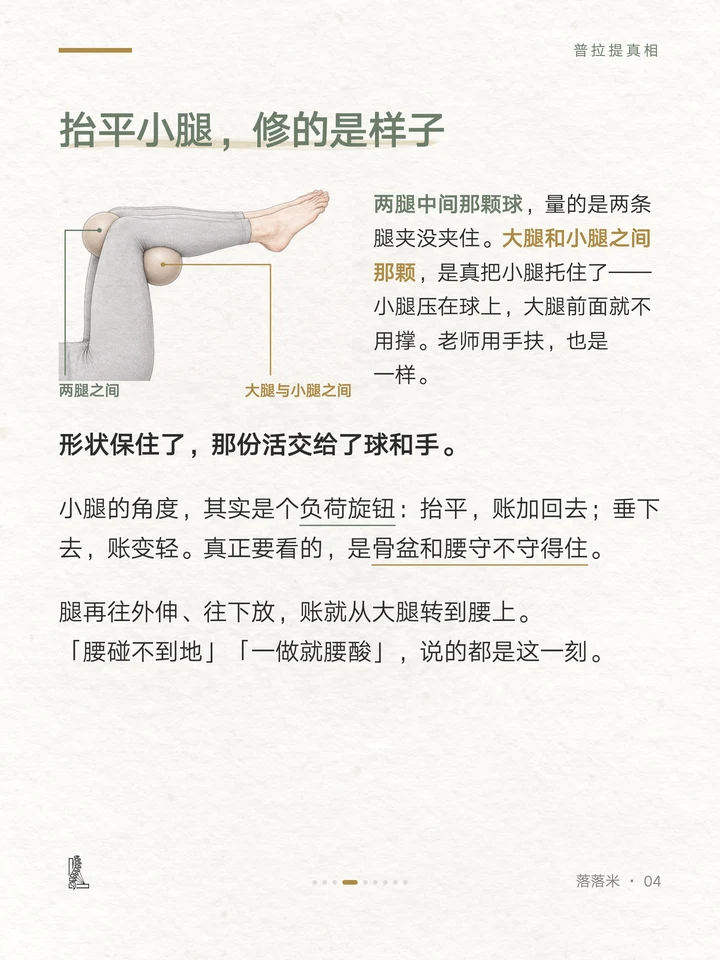 普拉提真相
抬平小腿，修的是样子
两腿中间那颗球，量的是两条
腿夹没夹住。大腿和小腿之间
那颗，是真把小腿托住了——
小腿压在球上，大腿前面就不
用撑。老师用手扶，也是
一样。
两腿之间
大腿与小腿之间
形状保住了，那份活交给了球和手。
小腿的角度，其实是个负荷旋钮：抬平，账加回去；垂下
去，账变轻。真正要看的，是骨盆和腰守不守得住。
腿再往外伸、往下放，账就从大腿转到腰上。
「腰碰不到地」「一做就腰酸」，说的都是这一刻。
落落米 · 04